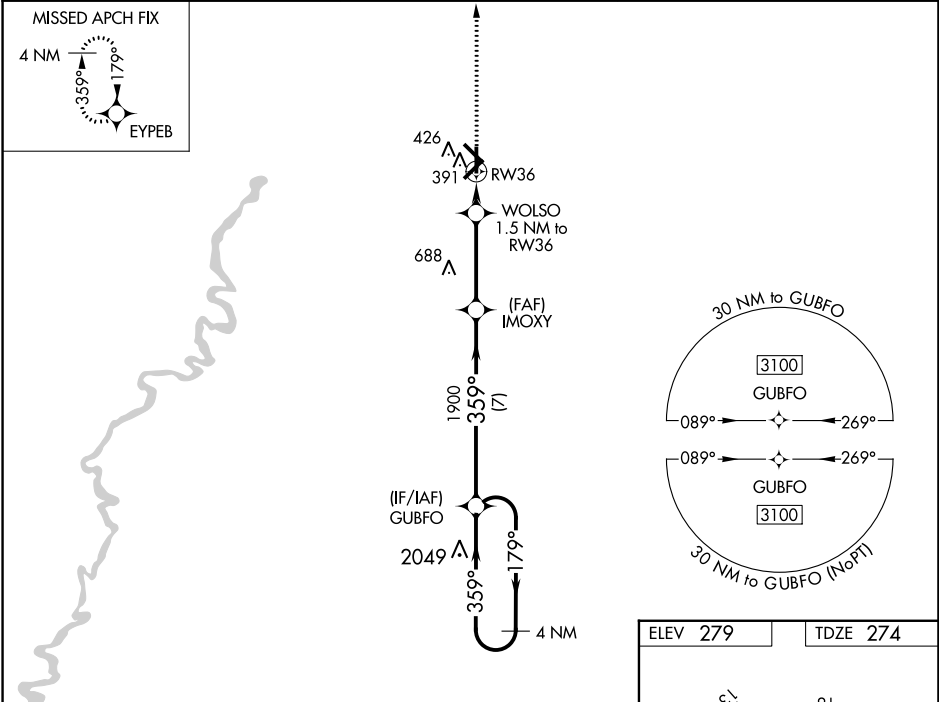 MISSED APCH FIX
4 NM
359°
179°
EYPEB
426
391
RW36
WOLSO
1.5 NM to
RW36
688
(FAF)
IMOXY
1900
359°
(7)
(IF/IAF)
GUBFO
2049
359°
179°
4 NM
30 NM to GUBFO
3100
GUBFO
089°
269°
089°
269°
GUBFO
3100
30 NM to GUBFO (NoPT)
ELEV 279
TDZE 274